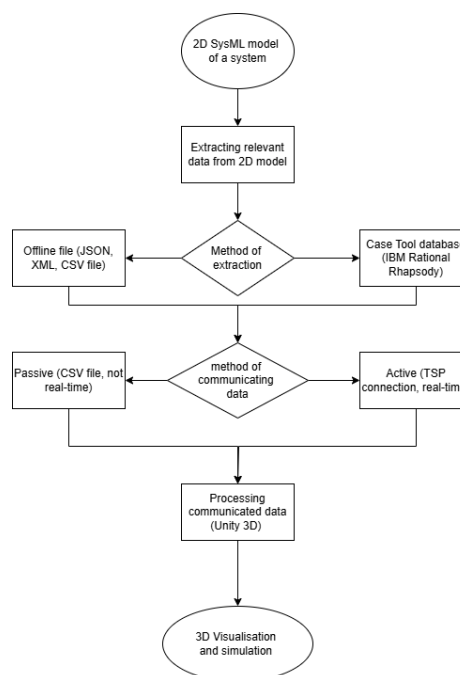 2D SysML model
of a system
Extracting relevant
data from 2D model
Offline file (JSON,
XML, CSV file)
Method of
extraction
Case Tool database
(IBM Rational
Rhapsody)
Passive (CSV file, not
real-time)
method of
communicating
data
Active (TSP
connection, real-time
Processing
communicated data
(Unity 3D)
3D Visualisation
and simulation